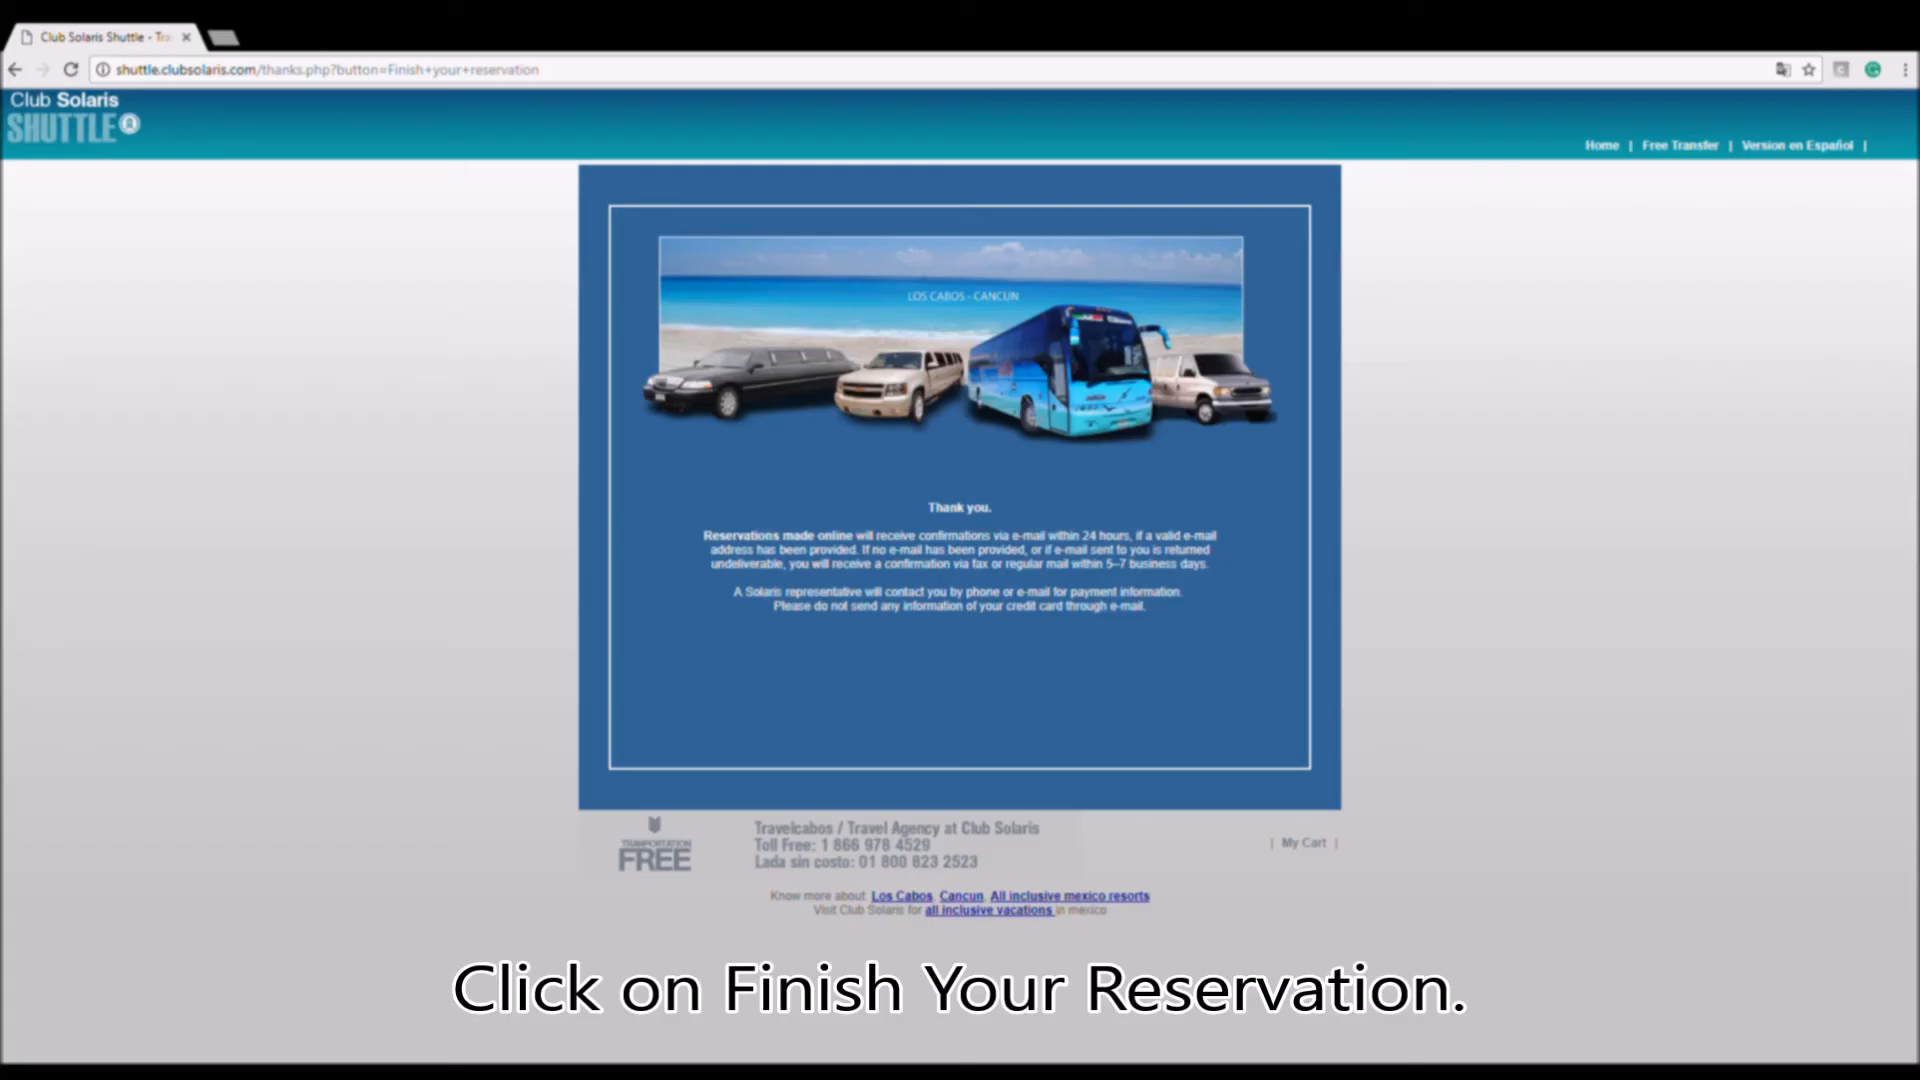 Club Solaris Shuttle - Tra
shuttle.clubsolaris.com/thanks.php?button=Finish+your+reservation
Club Solaris
SHUTTLE
Home | Free Transfer | Version en Español |
LOS CABOS - CANCUN
Thank you.
Reservations made online will receive confirmations via e-mail within 24 hours, if a valid e-mail
address has been provided. If no e-mail has been provided, or if e-mail sent to you is returned
undeliverable, you will receive a confirmation via fax or regular mail within 5–7 business days.
A Solaris representative will contact you by phone or e-mail for payment information.
Please do not send any information of your credit card through e-mail.
TRANPORTATION
FREE
Travelcabos / Travel Agency at Club Solaris
Toll Free: 1 866 978 4529
Lada sin costo: 01 800 823 2523
| My Cart |
Know more about Los Cabos, Cancun, All inclusive mexico resorts
Visit Club Solaris for all inclusive vacations in mexico
Click on Finish Your Reservation.